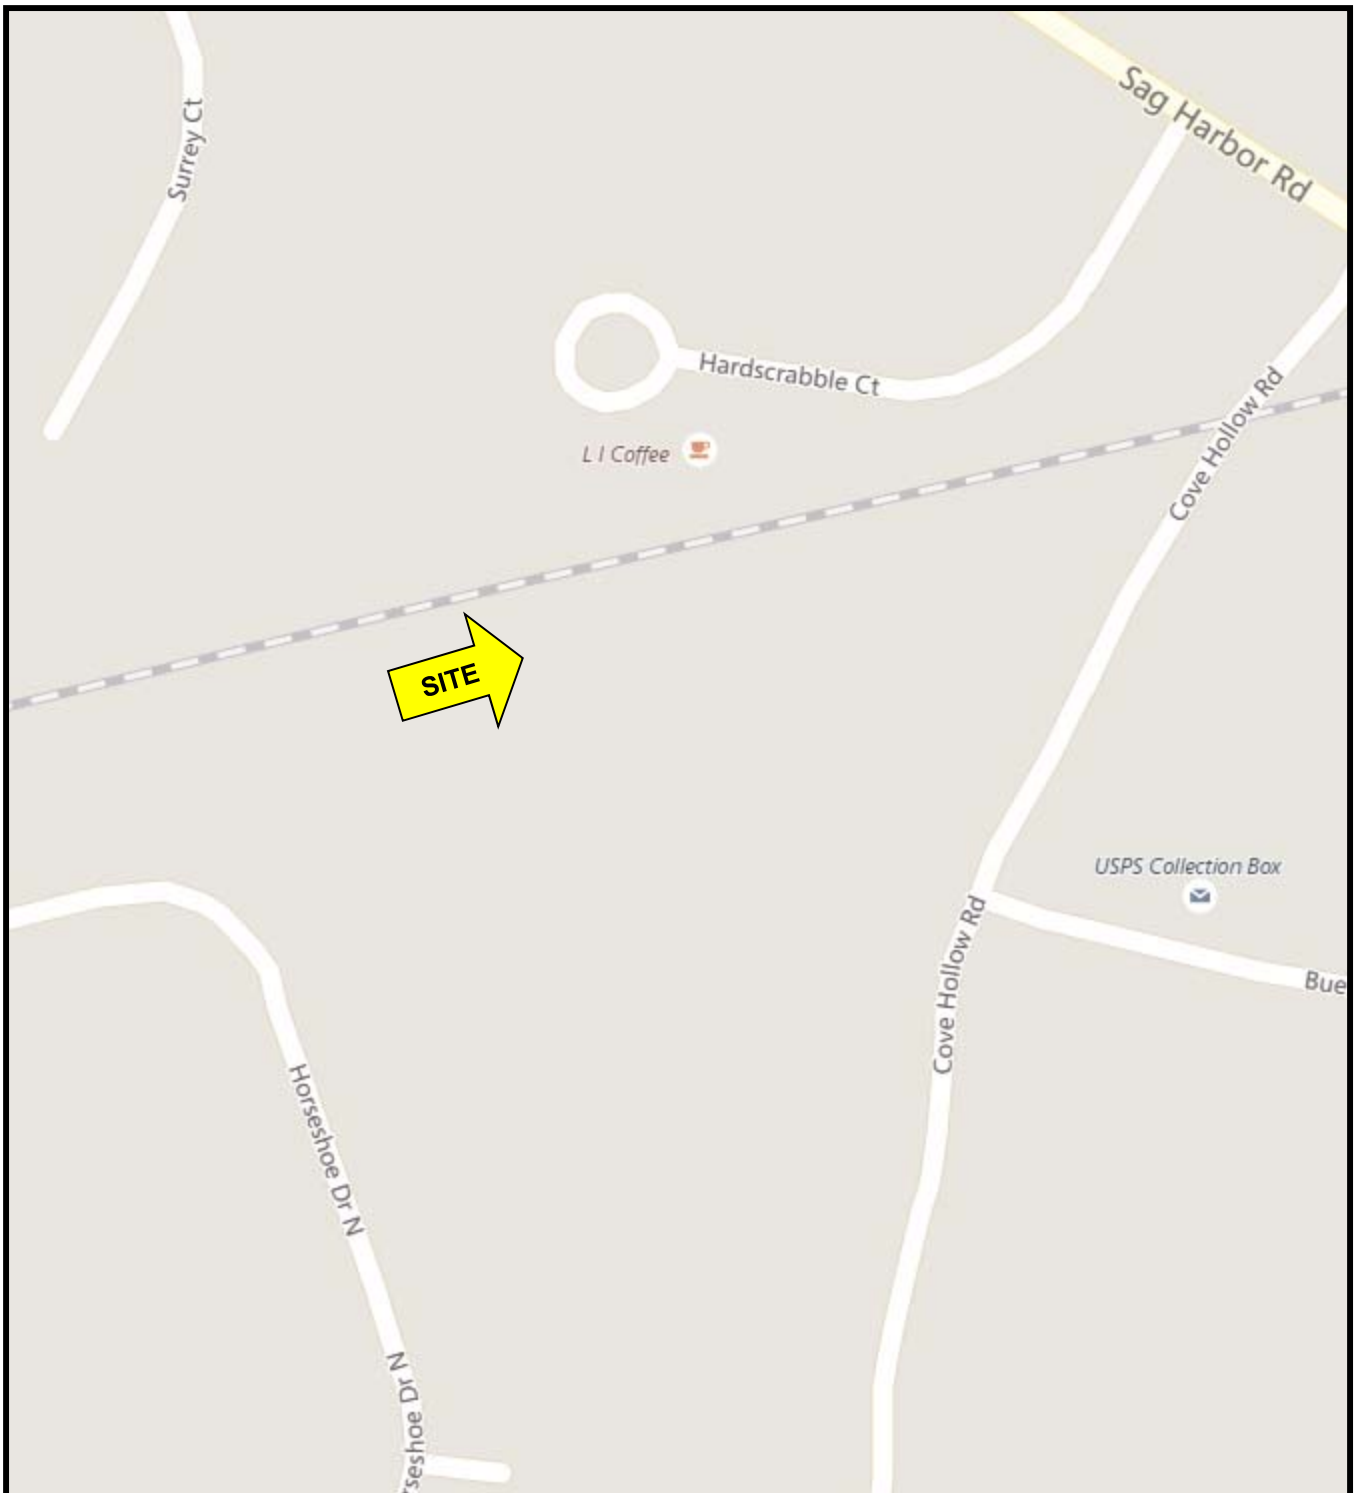 Sag Harbor Rd
Surrey Ct
Hardscrabble Ct
Cove Hollow Rd
L I Coffee
SITE
USPS Collection Box
Cove Hollow Rd
Bue
Horseshoe Dr N
rseshoe Dr N